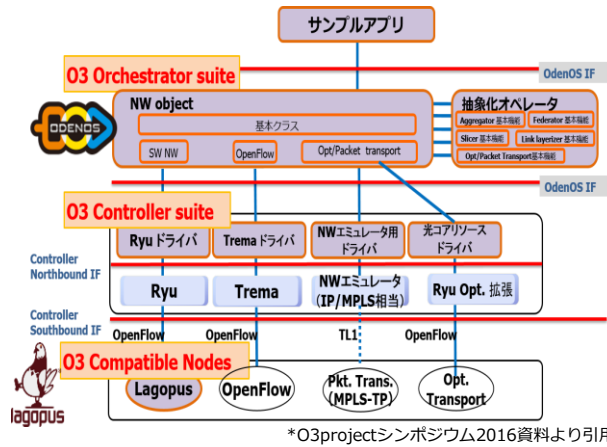 サンプルアプリ
O3 Orchestrator suite
OdenOS IF
ODENOS
NW object
基本クラス
SW NW
OpenFlow
Opt/Packet transport
抽象化オペレータ
Aggregator 基本機能
Federator 基本機能
Slicer 基本機能
Link layerizer 基本機能
Opt/Packet Transport基本機能
OdenOS IF
O3 Controller suite
Ryu ドライバ
Trema ドライバ
NWエミュレータ用
ドライバ
光コアリソース
ドライバ
Controller
Northbound IF
Ryu
Trema
NWエミュレータ
(IP/MPLS相当)
Ryu Opt. 拡張
Controller
Southbound IF
OpenFlow
OpenFlow
TL1
OpenFlow
O3 Compatible Nodes
Lagopus
OpenFlow
Pkt. Trans.
(MPLS-TP)
Opt.
Transport
lagopus
*O3projectシンポジウム2016資料より引用